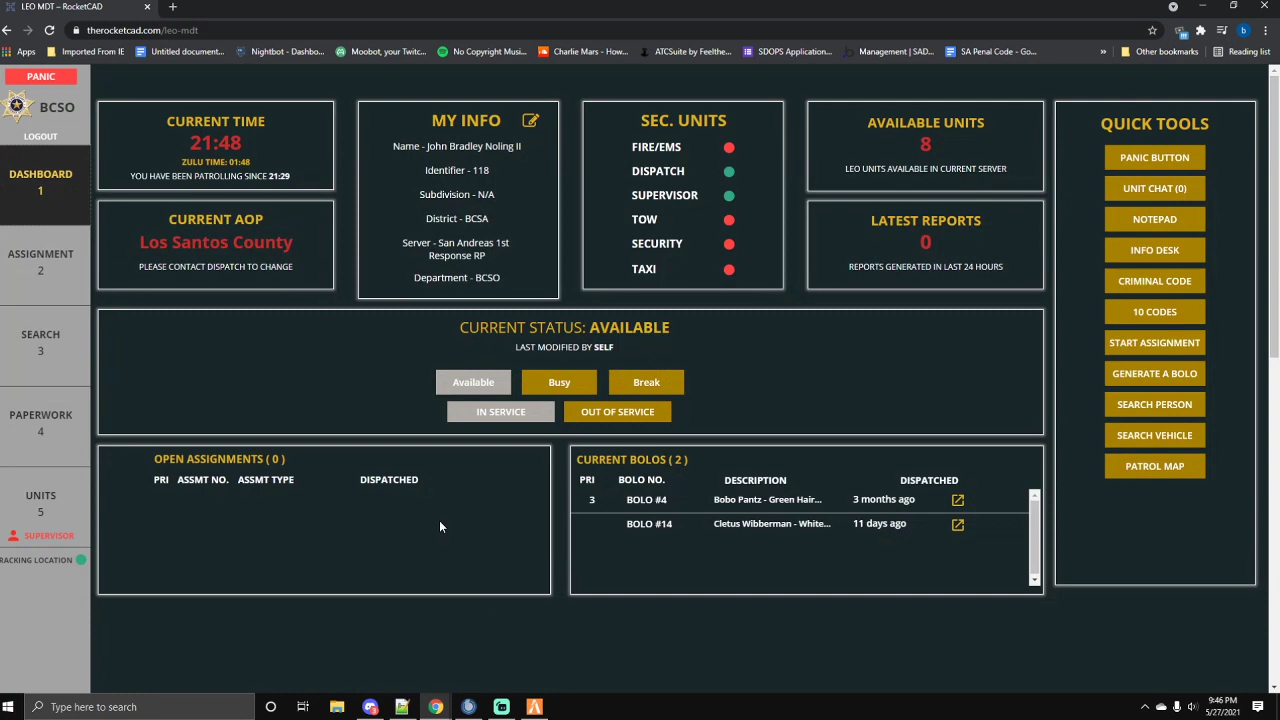 LEO MDT – RocketCAD
therocketcad.com/leo-mdt
b
Apps
Imported From IE
Untitled document...
Nightbot - Dashbo...
Moobot, your Twitc...
No Copyright Music...
Charlie Mars - How...
ATCSuite by Feelthe...
SDOPS Application...
Management | SAD...
SA Penal Code - Go...
»
Other bookmarks
Reading list
PANIC
BCSO
LOGOUT
DASHBOARD
1
ASSIGNMENT
2
SEARCH
3
PAPERWORK
4
UNITS
5
SUPERVISOR
RACKING LOCATION
CURRENT TIME
21:48
ZULU TIME: 01:48
YOU HAVE BEEN PATROLLING SINCE 21:29
CURRENT AOP
Los Santos County
PLEASE CONTACT DISPATCH TO CHANGE
MY INFO
Name - John Bradley Noling II
Identifier - 118
Subdivision - N/A
District - BCSA
Server - San Andreas 1st
Response RP
Department - BCSO
SEC. UNITS
FIRE/EMS
DISPATCH
SUPERVISOR
TOW
SECURITY
TAXI
AVAILABLE UNITS
8
LEO UNITS AVAILABLE IN CURRENT SERVER
LATEST REPORTS
0
REPORTS GENERATED IN LAST 24 HOURS
QUICK TOOLS
PANIC BUTTON
UNIT CHAT (0)
NOTEPAD
INFO DESK
CRIMINAL CODE
10 CODES
START ASSIGNMENT
GENERATE A BOLO
SEARCH PERSON
SEARCH VEHICLE
PATROL MAP
CURRENT STATUS: AVAILABLE
LAST MODIFIED BY SELF
Available Busy Break
IN SERVICE OUT OF SERVICE
OPEN ASSIGNMENTS ( 0 )
PRI ASSMT NO. ASSMT TYPE DISPATCHED
CURRENT BOLOS ( 2 )
PRI BOLO NO. DESCRIPTION DISPATCHED
3 BOLO #4 Bobo Pantz - Green Hair... 3 months ago
BOLO #14 Cletus Wibberman - White... 11 days ago
Type here to search
9:46 PM
5/27/2021